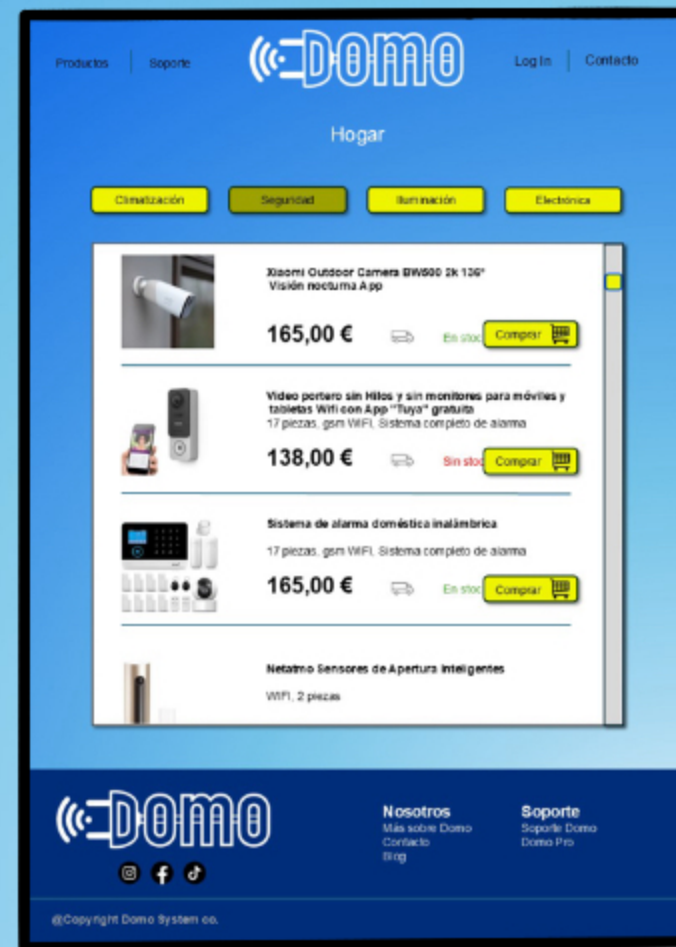 Productos
Soporte
DOMO
Log In
Contacto
Hogar
Climatización
Seguridad
Iluminación
Electrónica
Xiaomi Outdoor Camera BW500 2k 136°
Visión nocturna App
165,00 €
En stoc
Comprar
Video portero sin Hilos y sin monitores para móviles y
tabletas Wifi con App "Tuya" gratuita
17 piezas, gsm WIFI, Sistema completo de alarma
138,00 €
Sin stoc
Comprar
Sistema de alarma doméstica inalámbrica
17 piezas, gsm WIFI, Sistema completo de alarma
165,00 €
En stoc
Comprar
Netatmo Sensores de Apertura Inteligentes
WIFI, 2 piezas
DOMO
Nosotros
Más sobre Domo
Contacto
Blog
Soporte
Soporte Domo
Domo Pro
@Copyright Domo System co.